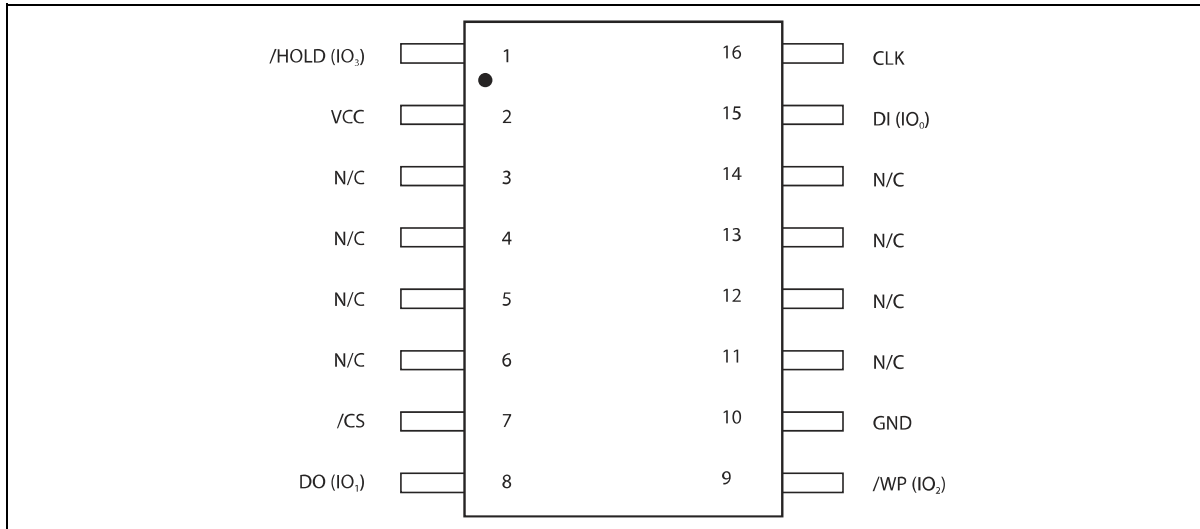 /HOLD (IO₃) 1 16 CLK
VCC 2 15 DI (IO₀)
N/C 3 14 N/C
N/C 4 13 N/C
N/C 5 12 N/C
N/C 6 11 N/C
/CS 7 10 GND
DO (IO₁) 8 9 /WP (IO₂)